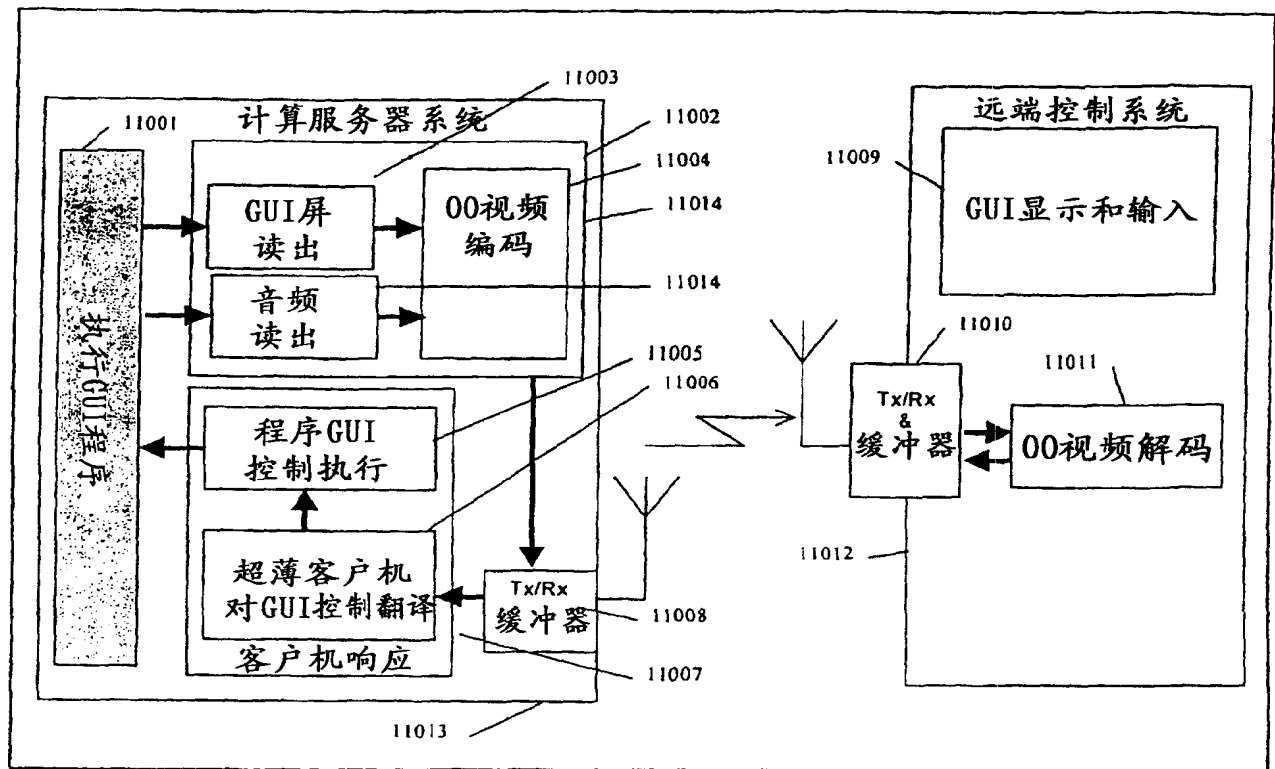 11001
计算服务器系统
11003
11002
11004
11014
GUI屏
读出
OO视频
编码
音频
读出
11014
执行GUI程序
11005
11006
程序GUI
控制执行
超薄客户机
对GUI控制翻译
客户机响应
Tx/Rx
缓冲器
11008
11007
11013
远端控制系统
11009
GUI显示和输入
11010
Tx/Rx
&
缓冲器
11011
OO视频解码
11012